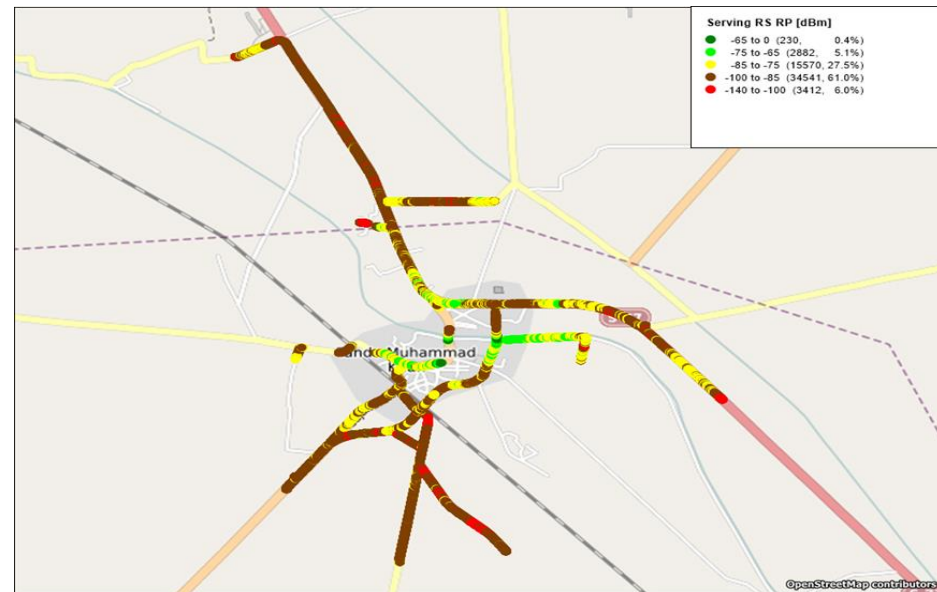 Serving RS RP [dBm]
-65 to 0 (230, 0.4%)
-75 to -65 (2882, 5.1%)
-85 to -75 (15570, 27.5%)
-100 to -85 (34541, 61.0%)
-140 to -100 (3412, 6.0%)
Muhammad
OpenStreetMap contributors